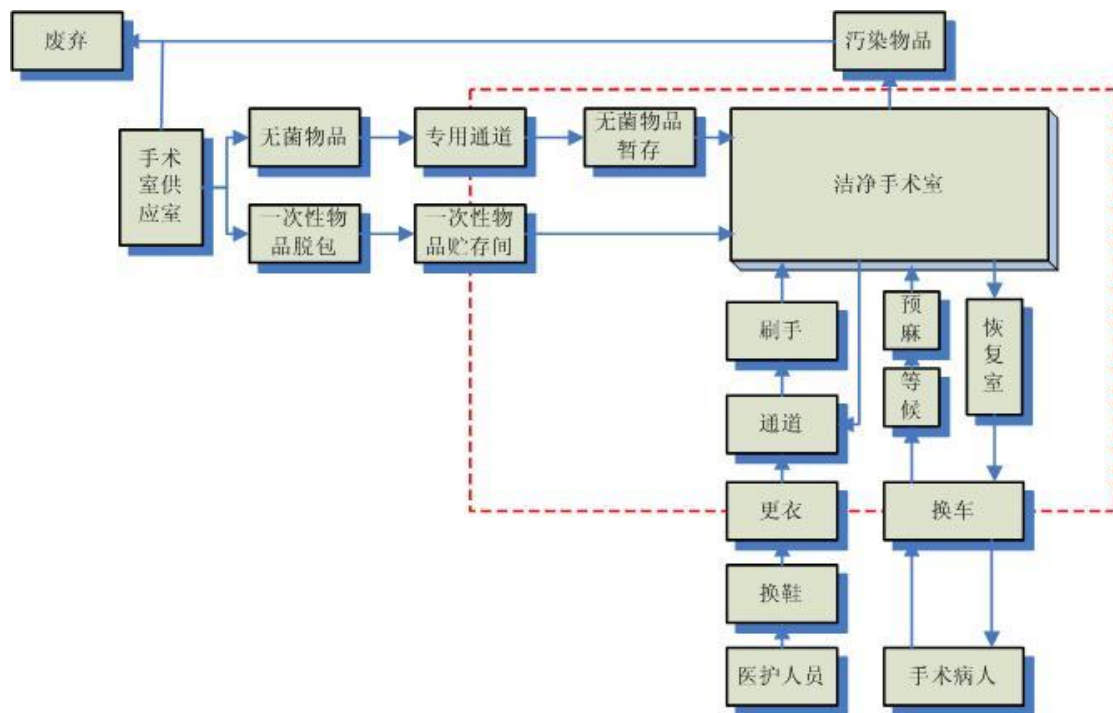 废弃
污染物品
手术
室供
应室
无菌物品
专用通道
无菌物品
暂存
洁净手术室
一次性物
品脱包
一次性物
品贮存间
刷手
预
麻
恢
复
室
等
候
通道
更衣
换车
换鞋
医护人员
手术病人